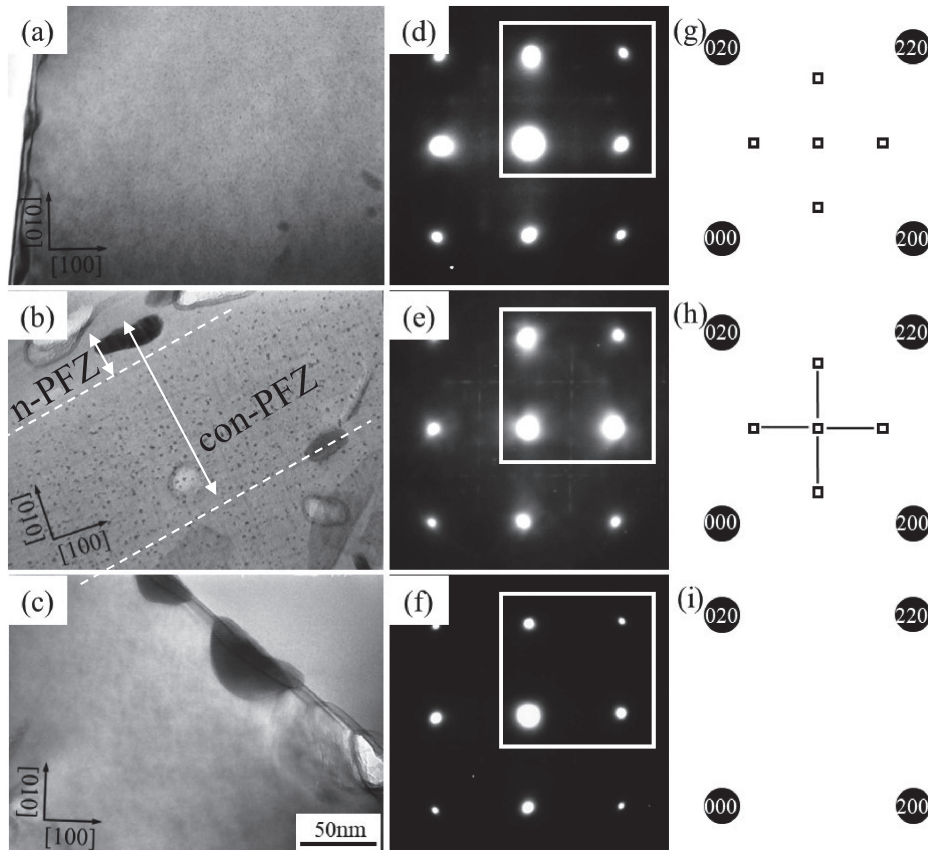 (a)
[010]
[100]
(d)
(g)
020
220
000
200
(b)
n-PFZ
con-PFZ
[010]
[100]
(e)
(h)
020
220
000
200
(c)
[010]
[100]
50nm
(f)
(i)
020
220
000
200